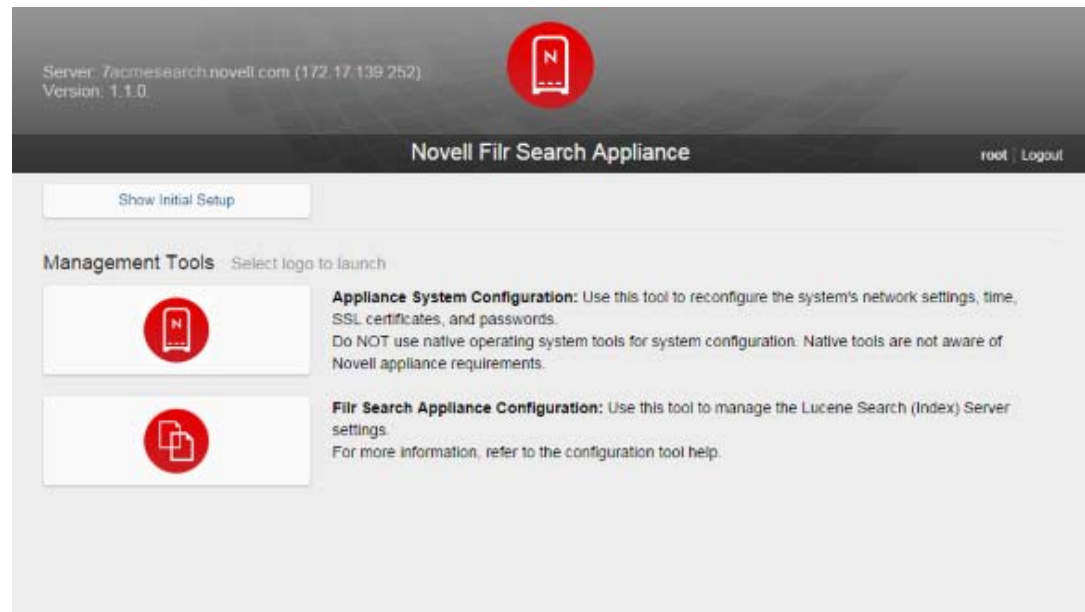 Server: 7acmesearch.novell.com (172.17.139.252)
Version: 1.1.0.
N
Novell Filr Search Appliance
root | Logout
Show Initial Setup
Management Tools Select logo to launch
N
Appliance System Configuration: Use this tool to reconfigure the system's network settings, time,
SSL certificates, and passwords.
Do NOT use native operating system tools for system configuration. Native tools are not aware of
Novell appliance requirements.
Filr Search Appliance Configuration: Use this tool to manage the Lucene Search (Index) Server
settings.
For more information, refer to the configuration tool help.